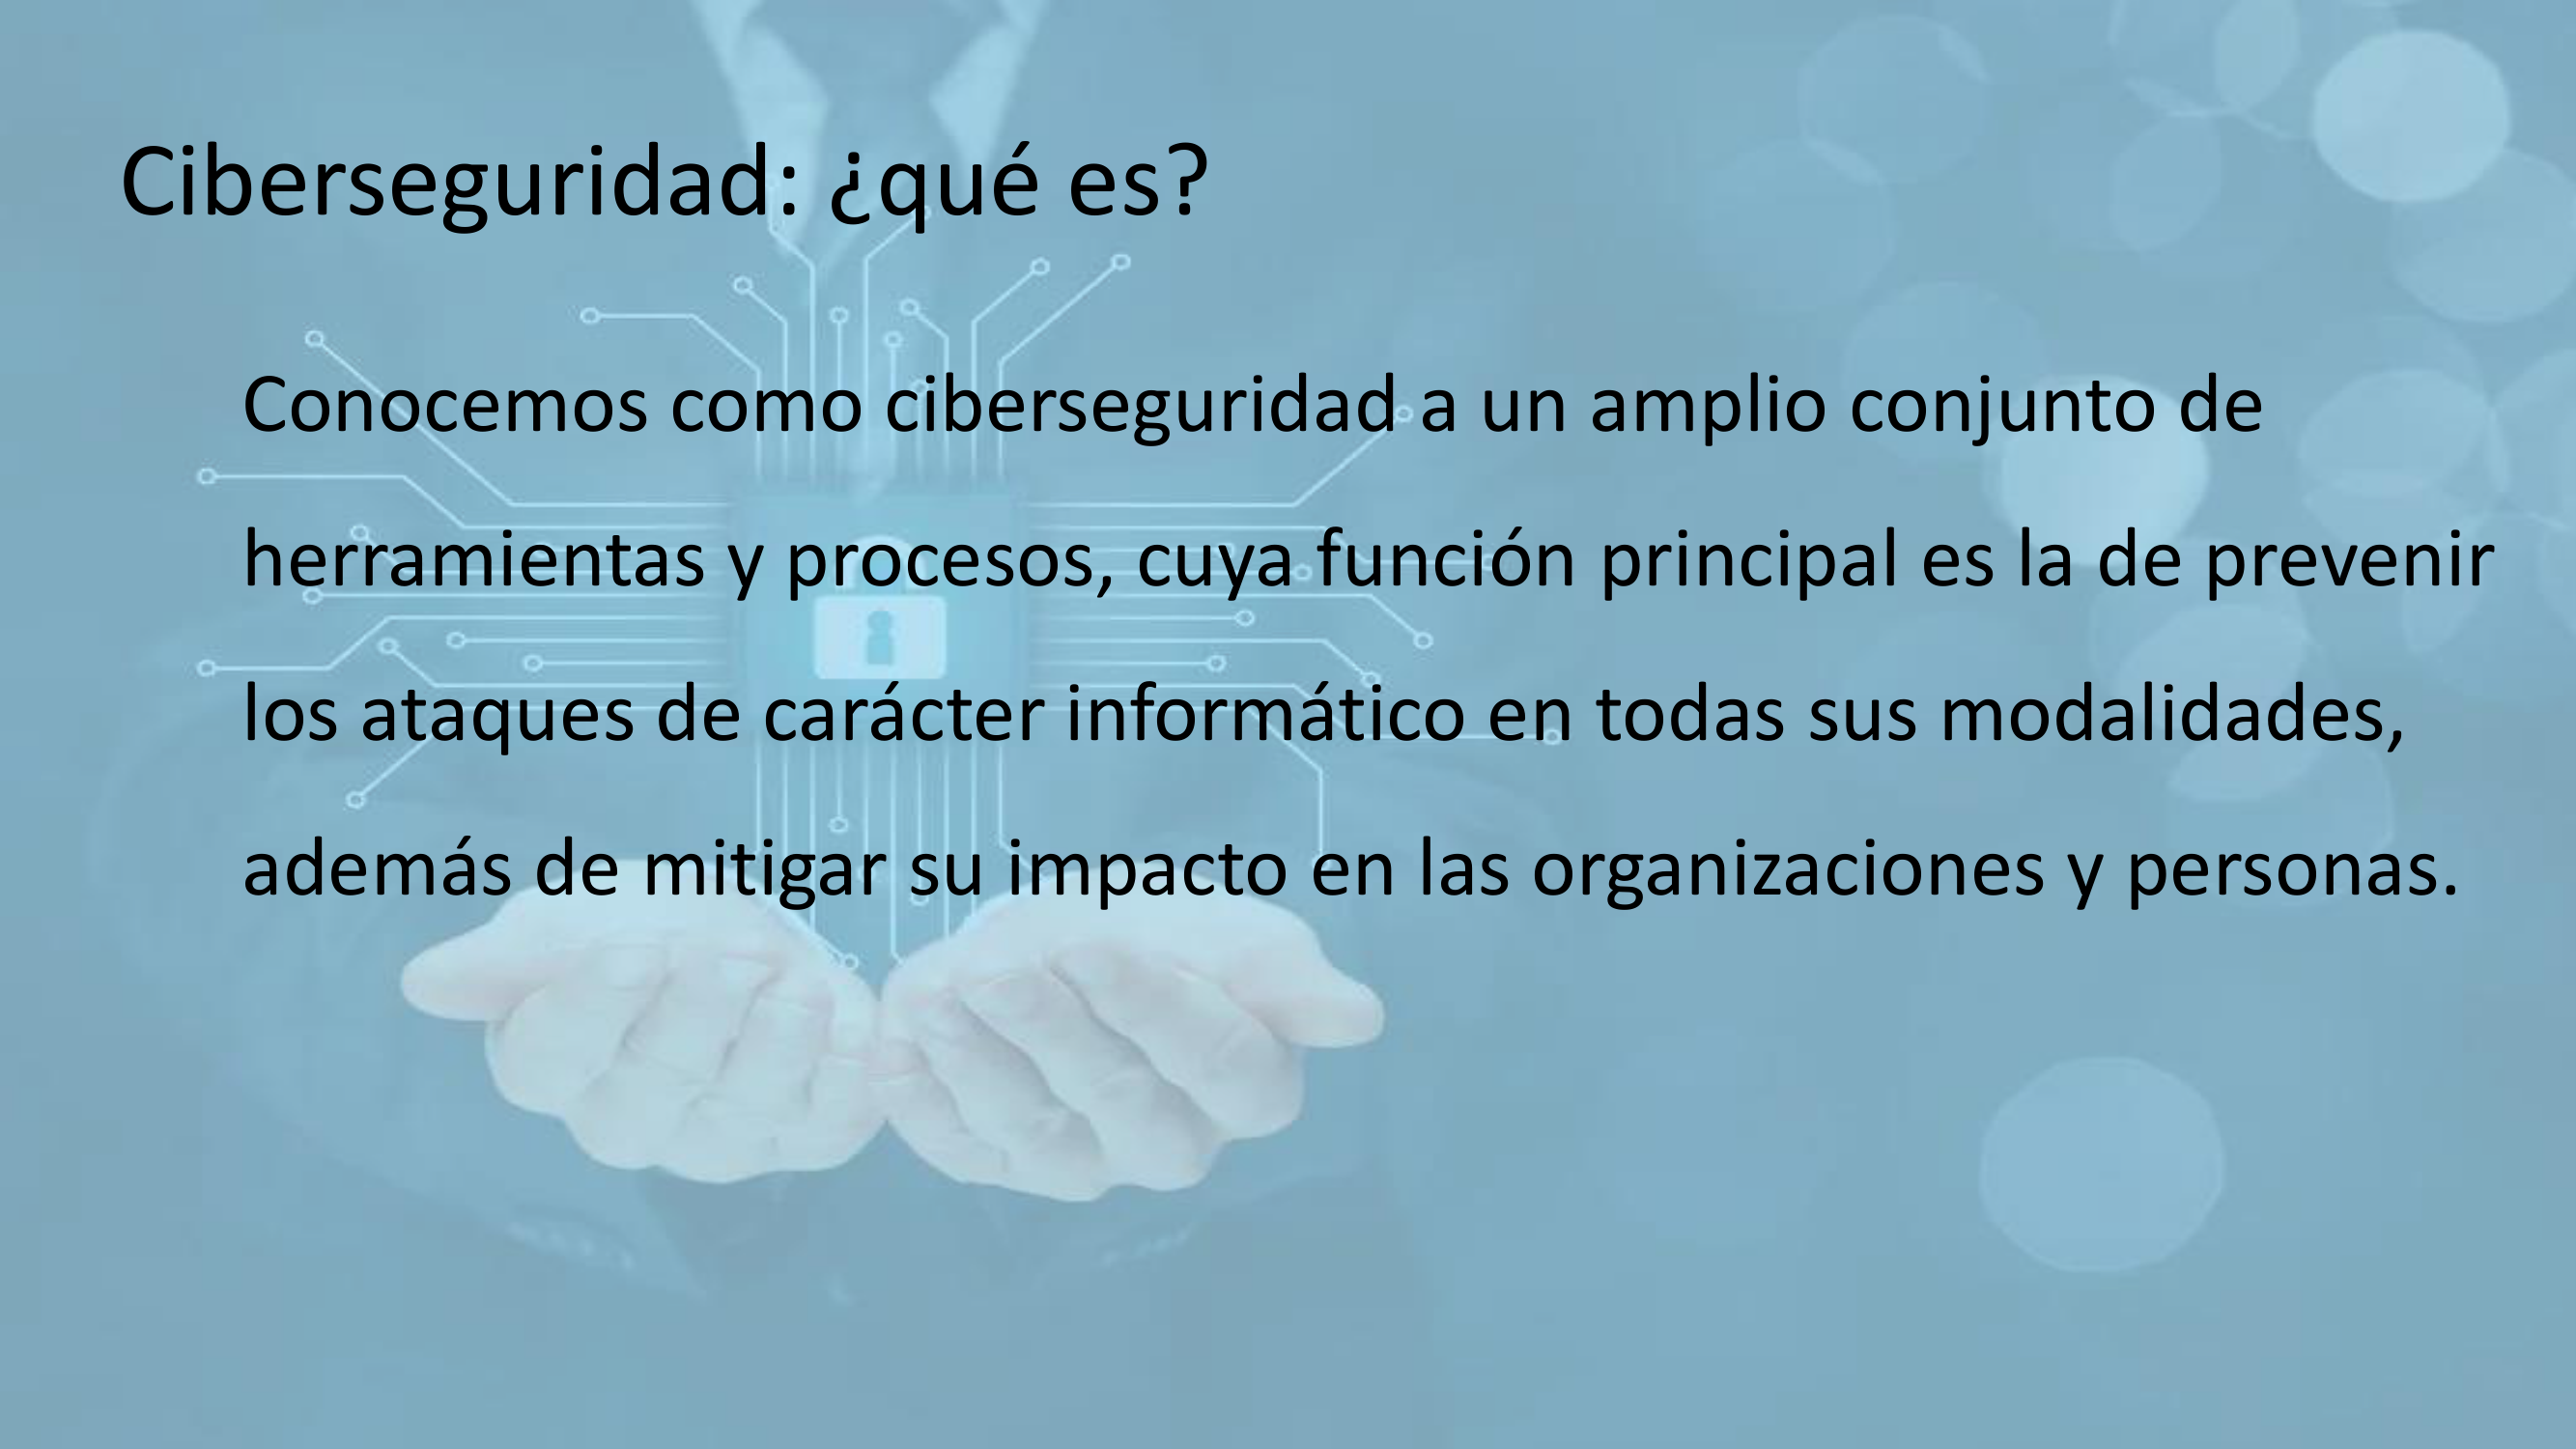 Ciberseguridad: ¿qué es?
Conocemos como ciberseguridad a un amplio conjunto de
herramientas y procesos, cuya función principal es la de prevenir
los ataques de carácter informático en todas sus modalidades,
además de mitigar su impacto en las organizaciones y personas.